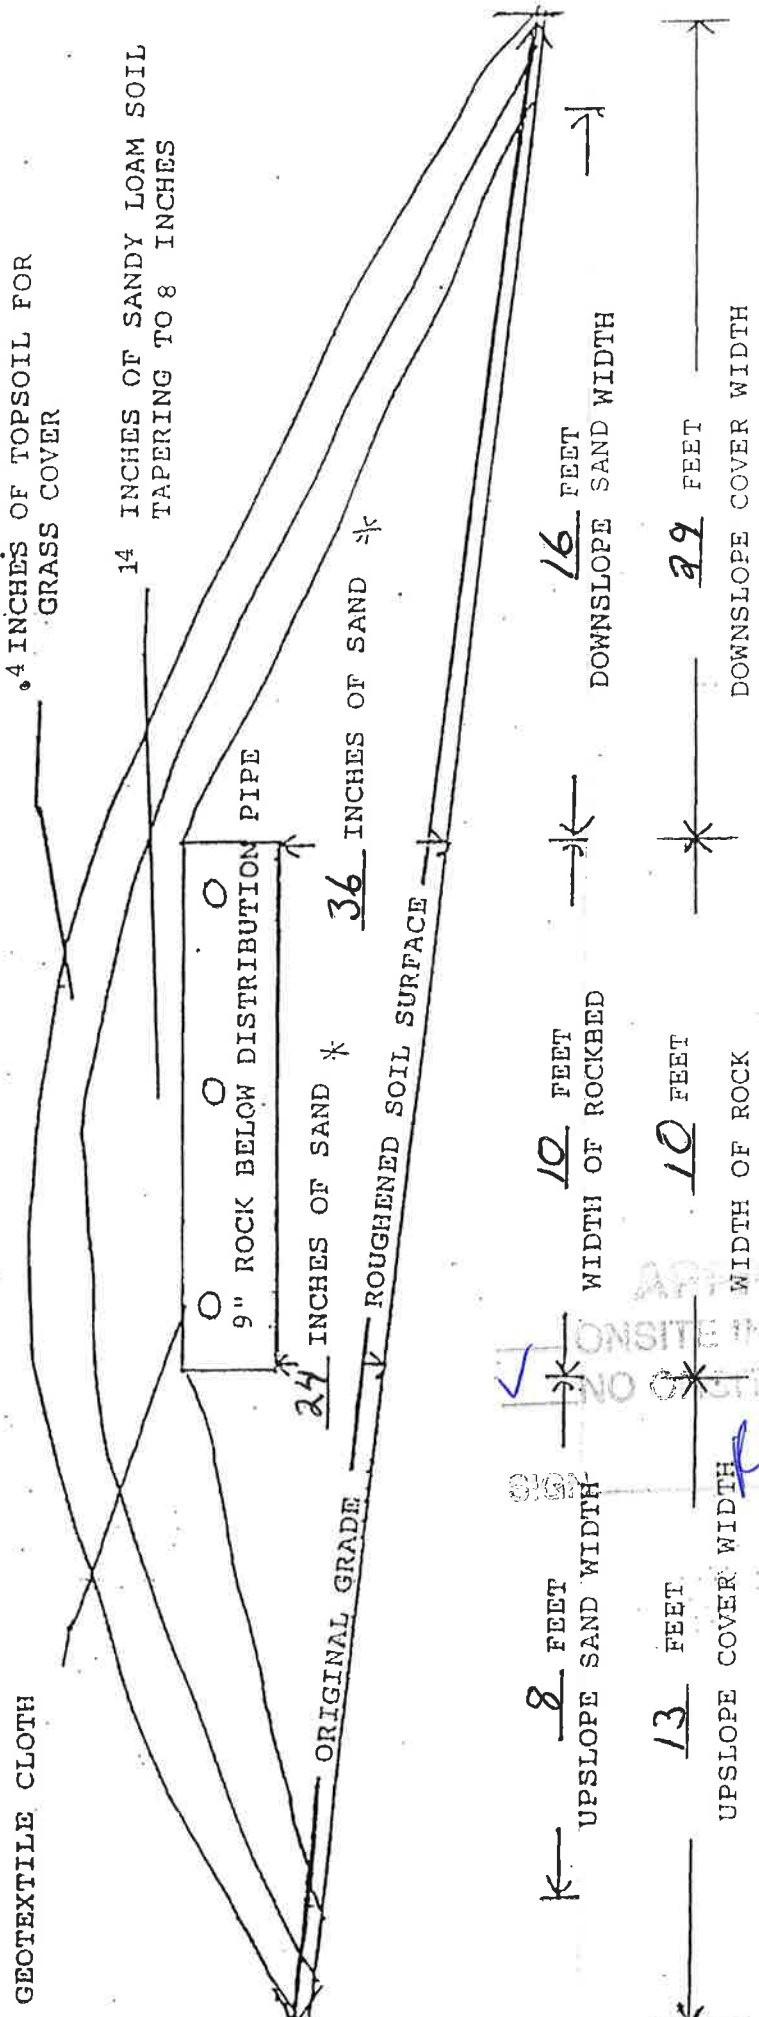 GEOTEXTILE CLOTH
4 INCHES OF TOPSOIL FOR
GRASS COVER
14 INCHES OF SANDY LOAM SOIL
TAPERING TO 8 INCHES
9" ROCK BELOW DISTRIBUTION PIPE
24 INCHES OF SAND *
36 INCHES OF SAND *
ORIGINAL GRADE
ROUGHENED SOIL SURFACE
8 FEET
UPSLOPE SAND WIDTH
10 FEET
WIDTH OF ROCKBED
16 FEET
DOWNSLOPE SAND WIDTH
13 FEET
UPSLOPE COVER WIDTH
10 FEET
WIDTH OF ROCK
29 FEET
DOWNSLOPE COVER WIDTH
ONSITE
NO
SIGN